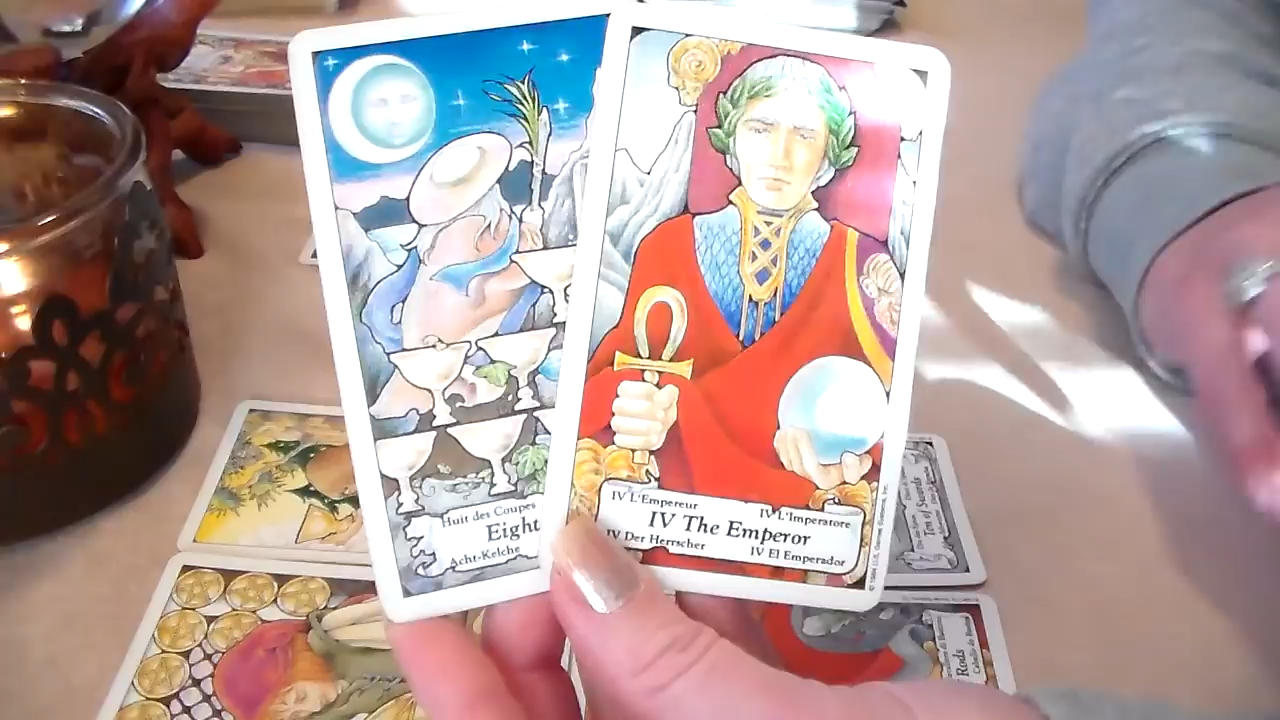 Huit des Coupes
Eight
Acht-Kelche
IV L'Empereur
IV L'Imperatore
IV The Emperor
IV Der Herrscher
IV El Emperador
Ten of Swords
Rods